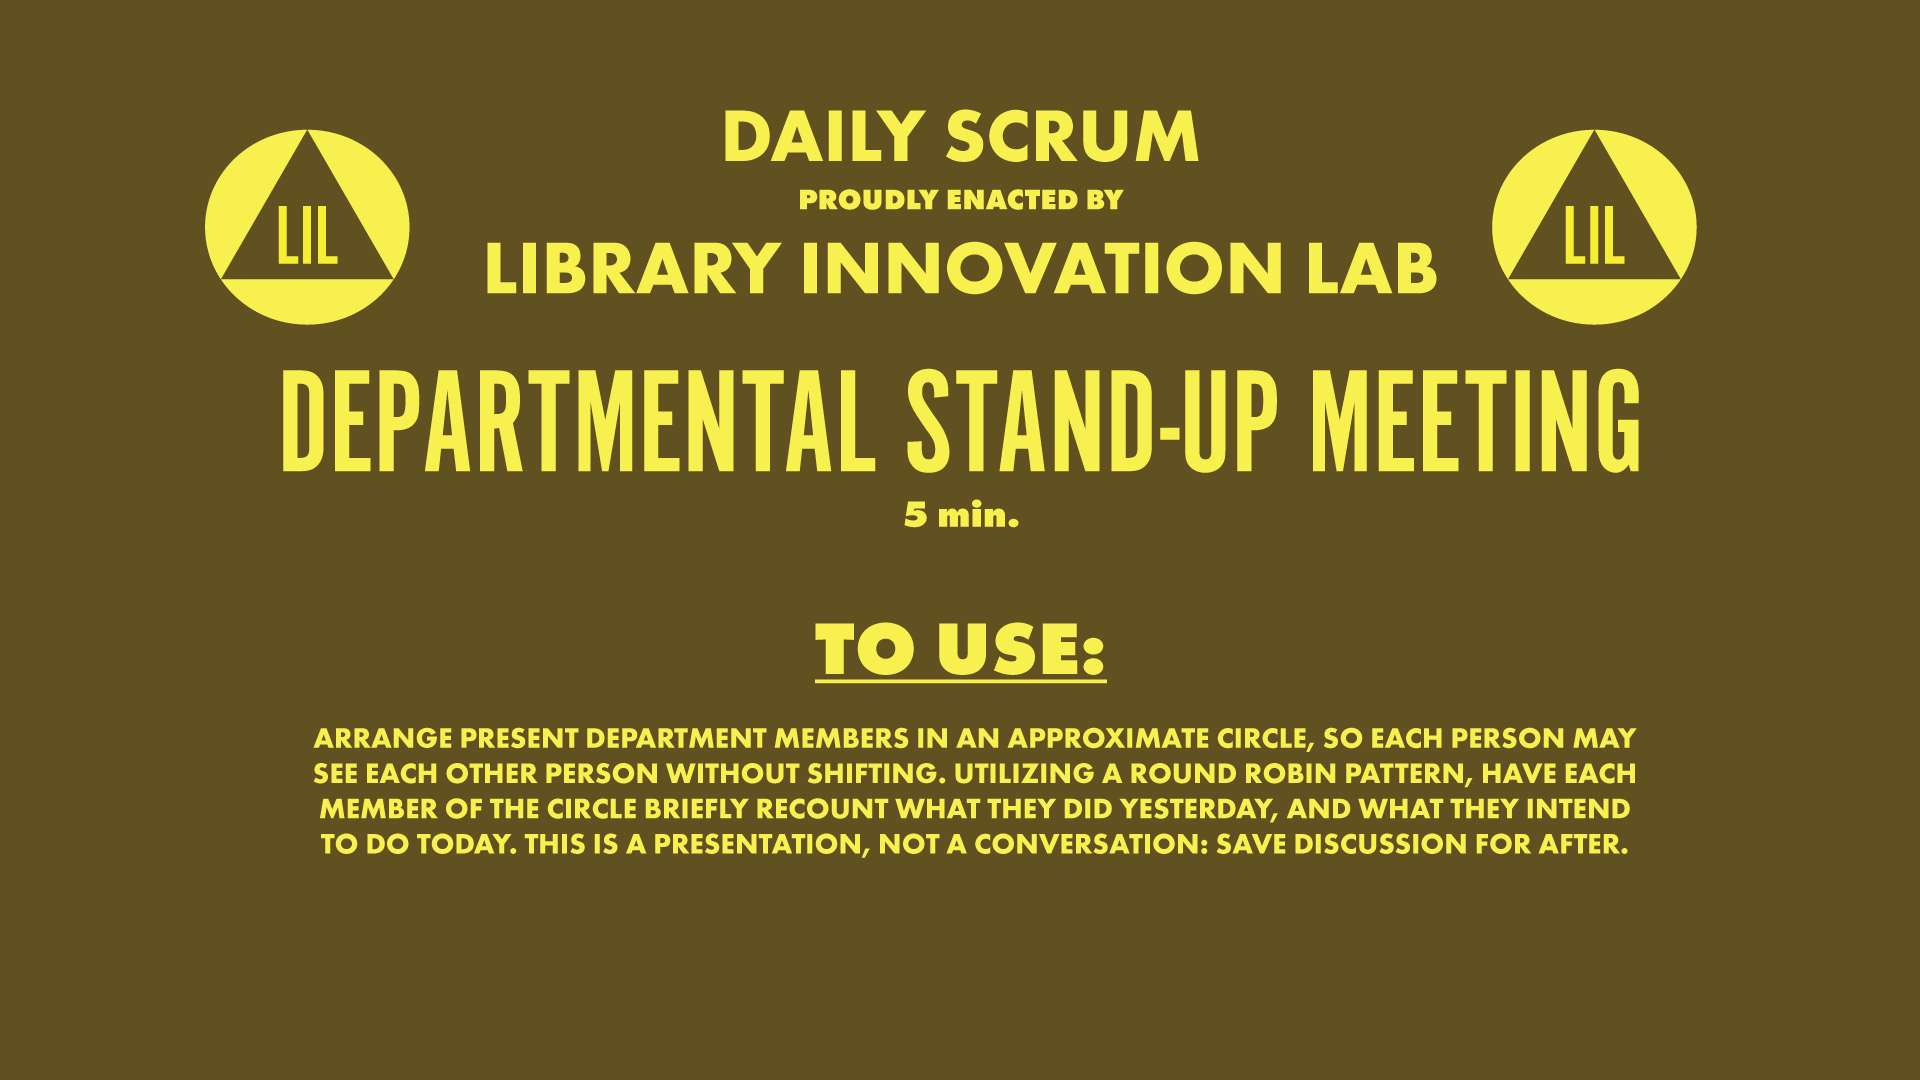 DAILY SCRUM
PROUDLY ENACTED BY
LIBRARY INNOVATION LAB
LIL
LIL
DEPARTMENTAL STAND-UP MEETING
5 min.
TO USE:
ARRANGE PRESENT DEPARTMENT MEMBERS IN AN APPROXIMATE CIRCLE, SO EACH PERSON MAY
SEE EACH OTHER PERSON WITHOUT SHIFTING. UTILIZING A ROUND ROBIN PATTERN, HAVE EACH
MEMBER OF THE CIRCLE BRIEFLY RECOUNT WHAT THEY DID YESTERDAY, AND WHAT THEY INTEND
TO DO TODAY. THIS IS A PRESENTATION, NOT A CONVERSATION: SAVE DISCUSSION FOR AFTER.